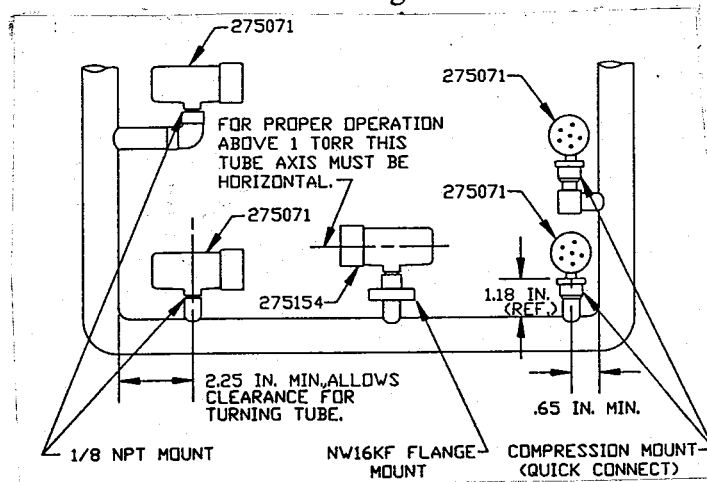 275071
275071
FOR PROPER OPERATION
ABOVE 1 TORR THIS
TUBE AXIS MUST BE
HORIZONTAL.
275071
275071
275154
1.18 IN.
(REF.)
2.25 IN. MIN.,ALLOWS
CLEARANCE FOR
TURNING TUBE.
.65 IN. MIN.
1/8 NPT MOUNT
NW16KF FLANGE
MOUNT
COMPRESSION MOUNT
(QUICK CONNECT)